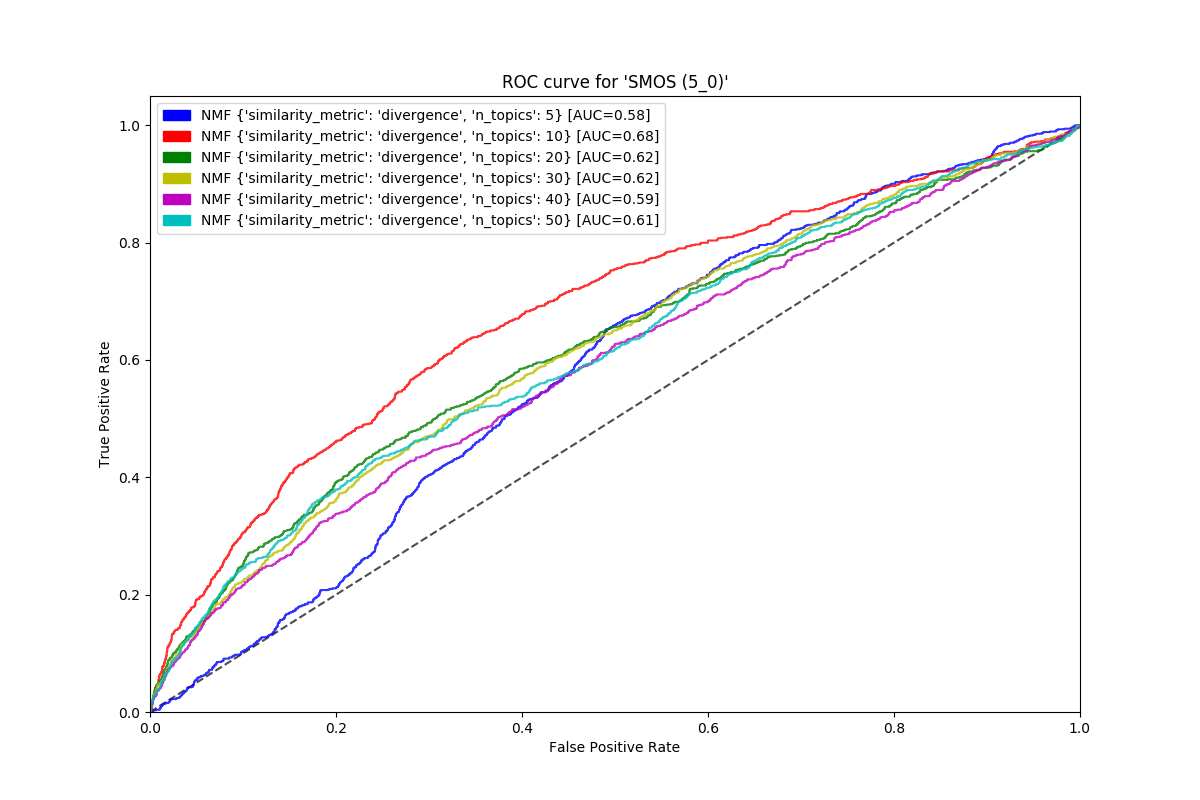 ROC curve for 'SMOS (5_0)'
NMF {'similarity_metric': 'divergence', 'n_topics': 5} [AUC=0.58]
NMF {'similarity_metric': 'divergence', 'n_topics': 10} [AUC=0.68]
NMF {'similarity_metric': 'divergence', 'n_topics': 20} [AUC=0.62]
NMF {'similarity_metric': 'divergence', 'n_topics': 30} [AUC=0.62]
NMF {'similarity_metric': 'divergence', 'n_topics': 40} [AUC=0.59]
NMF {'similarity_metric': 'divergence', 'n_topics': 50} [AUC=0.61]
True Positive Rate
1.0
0.8
0.6
0.4
0.2
0.0
0.0 0.2 0.4 0.6 0.8 1.0
False Positive Rate